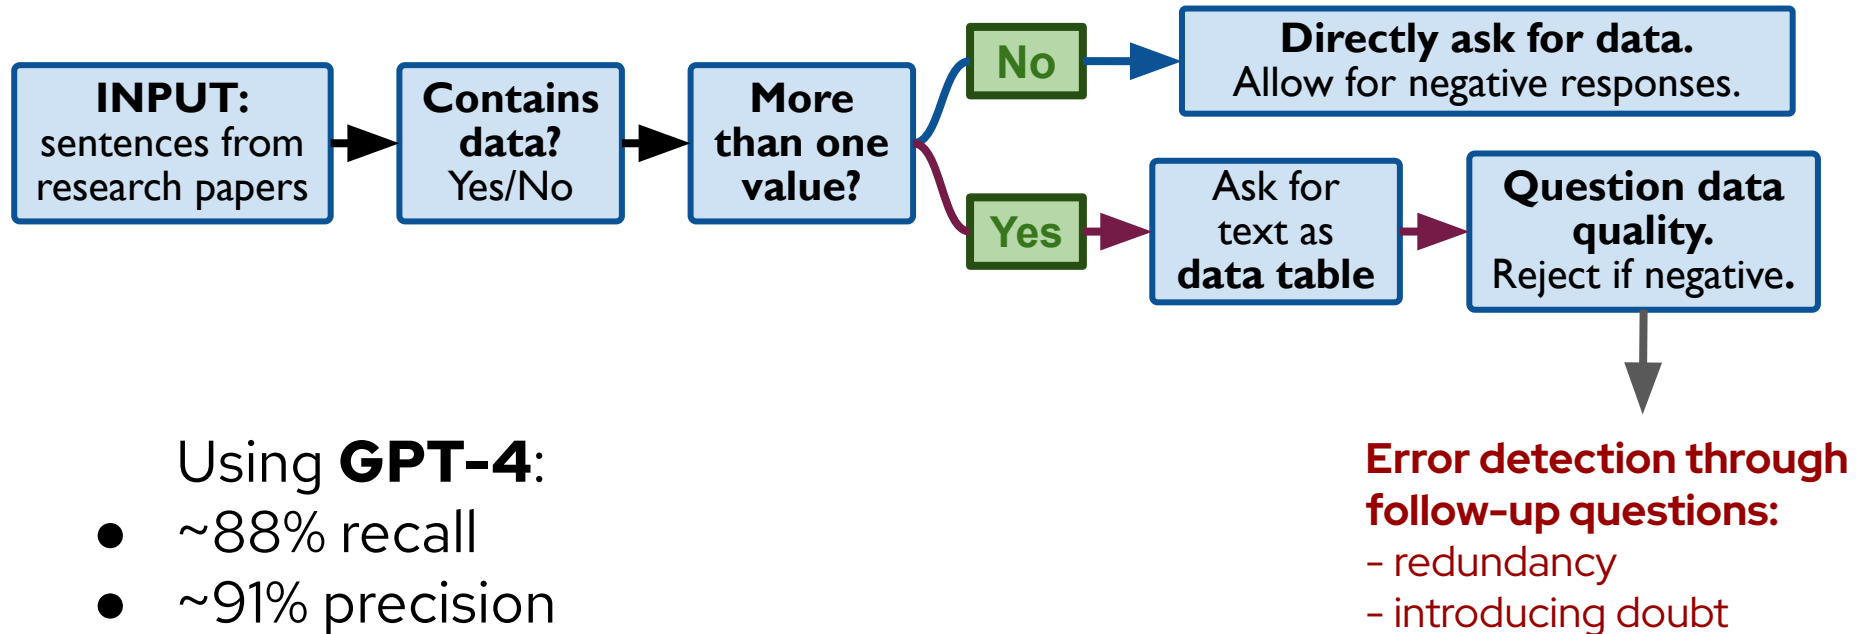 INPUT:
sentences from
research papers
Contains
data?
Yes/No
More
than one
value?
No
Directly ask for data.
Allow for negative responses.
Yes
Ask for
text as
data table
Question data
quality.
Reject if negative.
Error detection through
follow-up questions:
- redundancy
- introducing doubt
Using GPT-4:
● ~88% recall
● ~91% precision